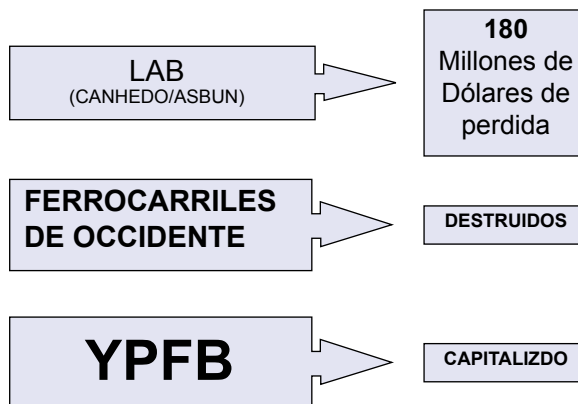 LAB
(CANHEDO/ASBUN)
180
Millones de
Dólares de
perdida
FERROCARRILES
DE OCCIDENTE
DESTRUIDOS
YPFB
CAPITALIZDO